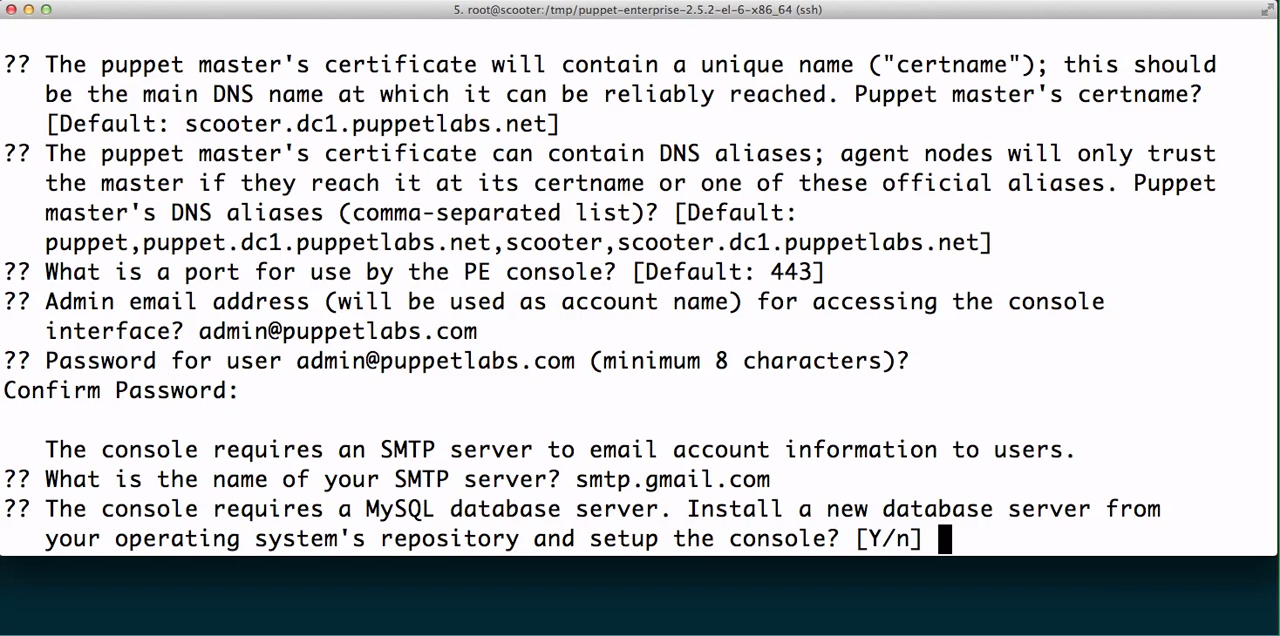 5. root@scooter:/tmp/puppet-enterprise-2.5.2-el-6-x86_64 (ssh)
?? The puppet master's certificate will contain a unique name ("certname"); this should
be the main DNS name at which it can be reliably reached. Puppet master's certname?
[Default: scooter.dc1.puppetlabs.net]
?? The puppet master's certificate can contain DNS aliases; agent nodes will only trust
the master if they reach it at its certname or one of these official aliases. Puppet
master's DNS aliases (comma-separated list)? [Default:
puppet,puppet.dc1.puppetlabs.net,scooter,scooter.dc1.puppetlabs.net]
?? What is a port for use by the PE console? [Default: 443]
?? Admin email address (will be used as account name) for accessing the console
interface? admin@puppetlabs.com
?? Password for user admin@puppetlabs.com (minimum 8 characters)?
Confirm Password:
The console requires an SMTP server to email account information to users.
?? What is the name of your SMTP server? smtp.gmail.com
?? The console requires a MySQL database server. Install a new database server from
your operating system's repository and setup the console? [Y/n]